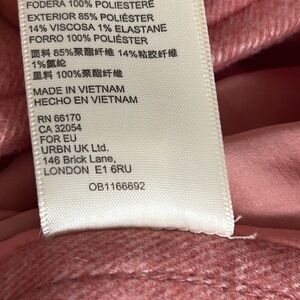 FODERA 100% POLIESTERE
EXTERIOR 85% POLIÉSTER
14% VISCOSA 1% ELASTANE
FORRO 100% POLIÉSTER
面料 85%聚酯纤维 14%粘胶纤维
1%氨纶
里料 100%聚酯纤维
MADE IN VIETNAM
HECHO EN VIETNAM
RN 66170
CA 32054
FOR EU
URBN UK Ltd.
146 Brick Lane,
LONDON E1 6RU
OB1166692